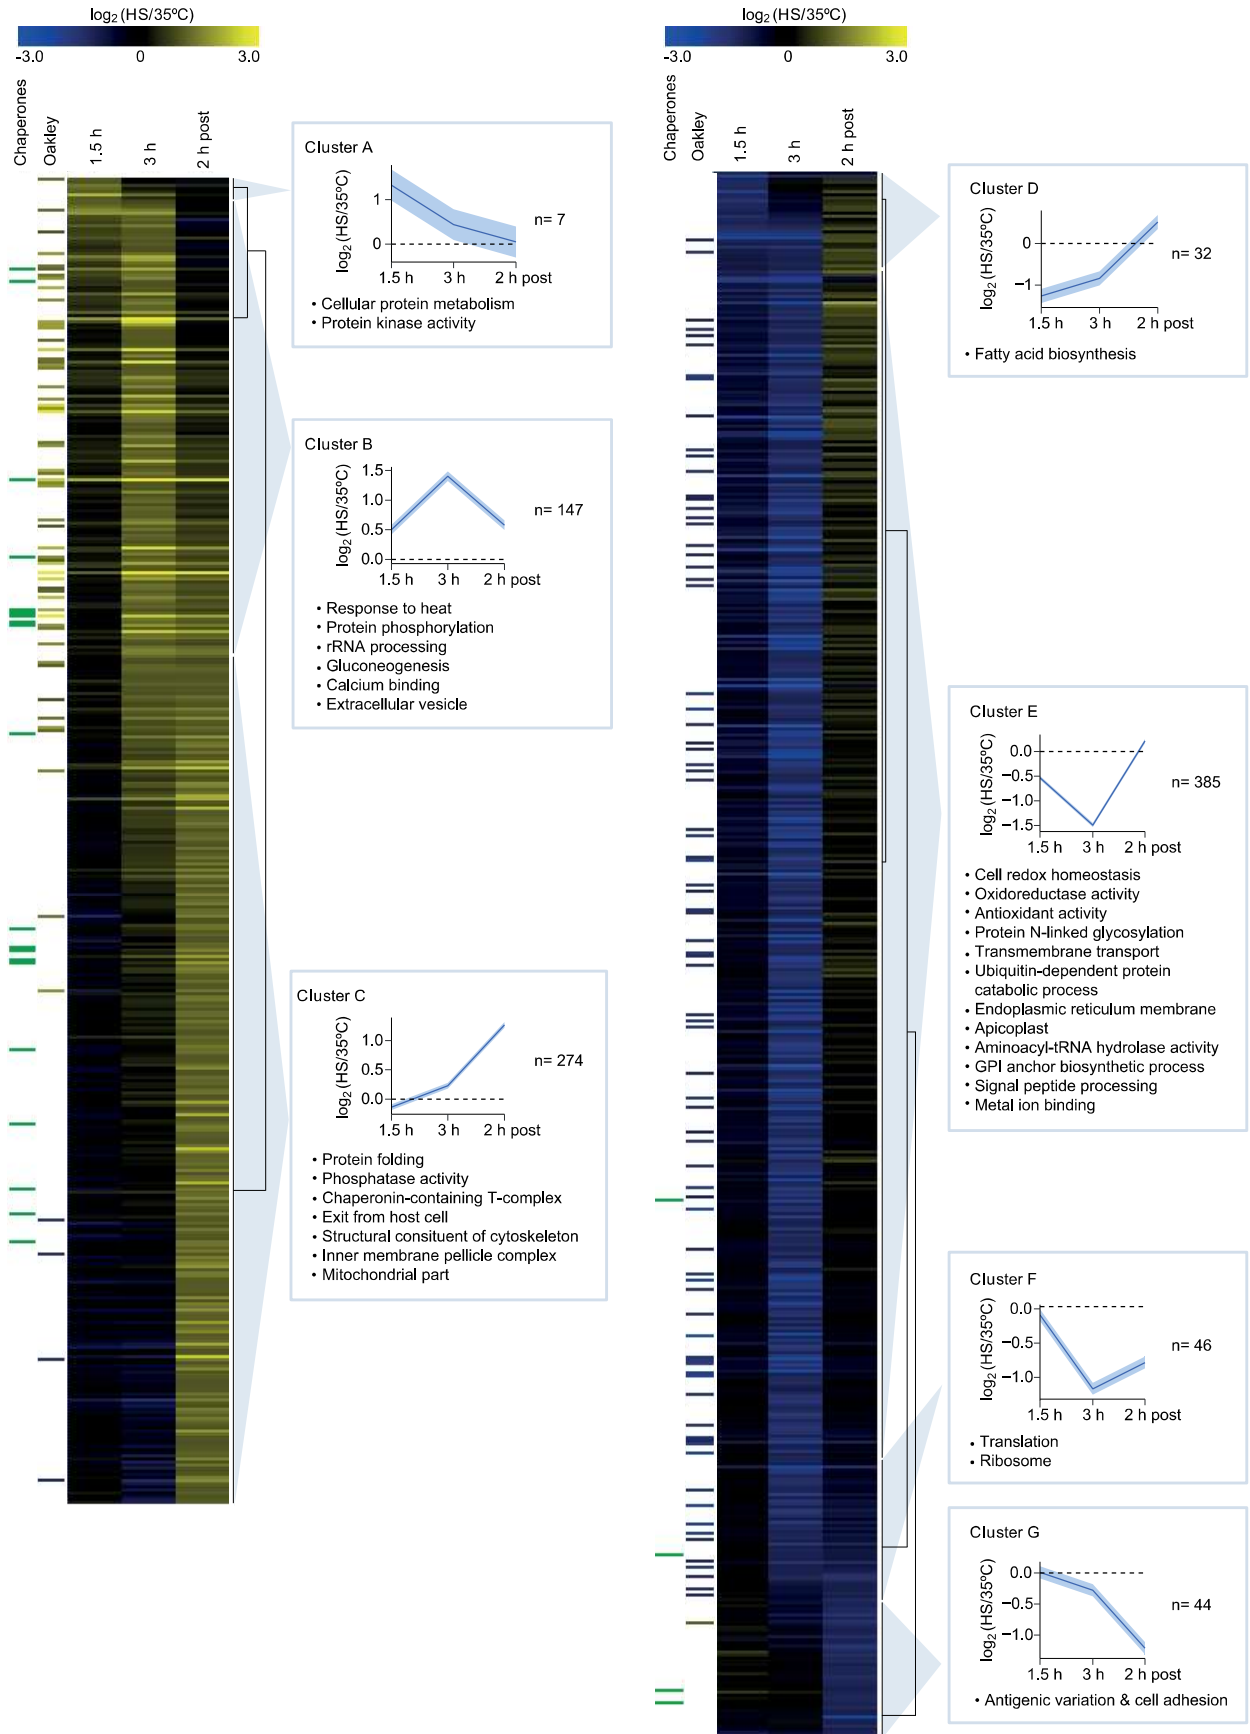 log2 (HS/35ºC)
-3.0 0 3.0
Chaperones
Oakley
1.5 h
3 h
2 h post
Cluster A
log2 (HS/35ºC)
1
0
1.5 h 3 h 2 h post
n= 7
• Cellular protein metabolism
• Protein kinase activity
Cluster B
log2 (HS/35ºC)
1.5
1.0
0.5
0.0
1.5 h 3 h 2 h post
n= 147
• Response to heat
• Protein phosphorylation
• rRNA processing
• Gluconeogenesis
• Calcium binding
• Extracellular vesicle
Cluster C
log2 (HS/35ºC)
1.0
0.5
0.0
1.5 h 3 h 2 h post
n= 274
• Protein folding
• Phosphatase activity
• Chaperonin-containing T-complex
• Exit from host cell
• Structural consituent of cytoskeleton
• Inner membrane pellicle complex
• Mitochondrial part
log2 (HS/35ºC)
-3.0 0 3.0
Chaperones
Oakley
1.5 h
3 h
2 h post
Cluster D
log2 (HS/35ºC)
0
−1
1.5 h 3 h 2 h post
n= 32
• Fatty acid biosynthesis
Cluster E
log2 (HS/35ºC)
0.0
−0.5
−1.0
−1.5
1.5 h 3 h 2 h post
n= 385
• Cell redox homeostasis
• Oxidoreductase activity
• Antioxidant activity
• Protein N-linked glycosylation
• Transmembrane transport
• Ubiquitin-dependent protein
catabolic process
• Endoplasmic reticulum membrane
• Apicoplast
• Aminoacyl-tRNA hydrolase activity
• GPI anchor biosynthetic process
• Signal peptide processing
• Metal ion binding
Cluster F
log2 (HS/35ºC)
0.0
−0.5
−1.0
1.5 h 3 h 2 h post
n= 46
• Translation
• Ribosome
Cluster G
log2 (HS/35ºC)
0.0
−0.5
−1.0
1.5 h 3 h 2 h post
n= 44
• Antigenic variation & cell adhesion